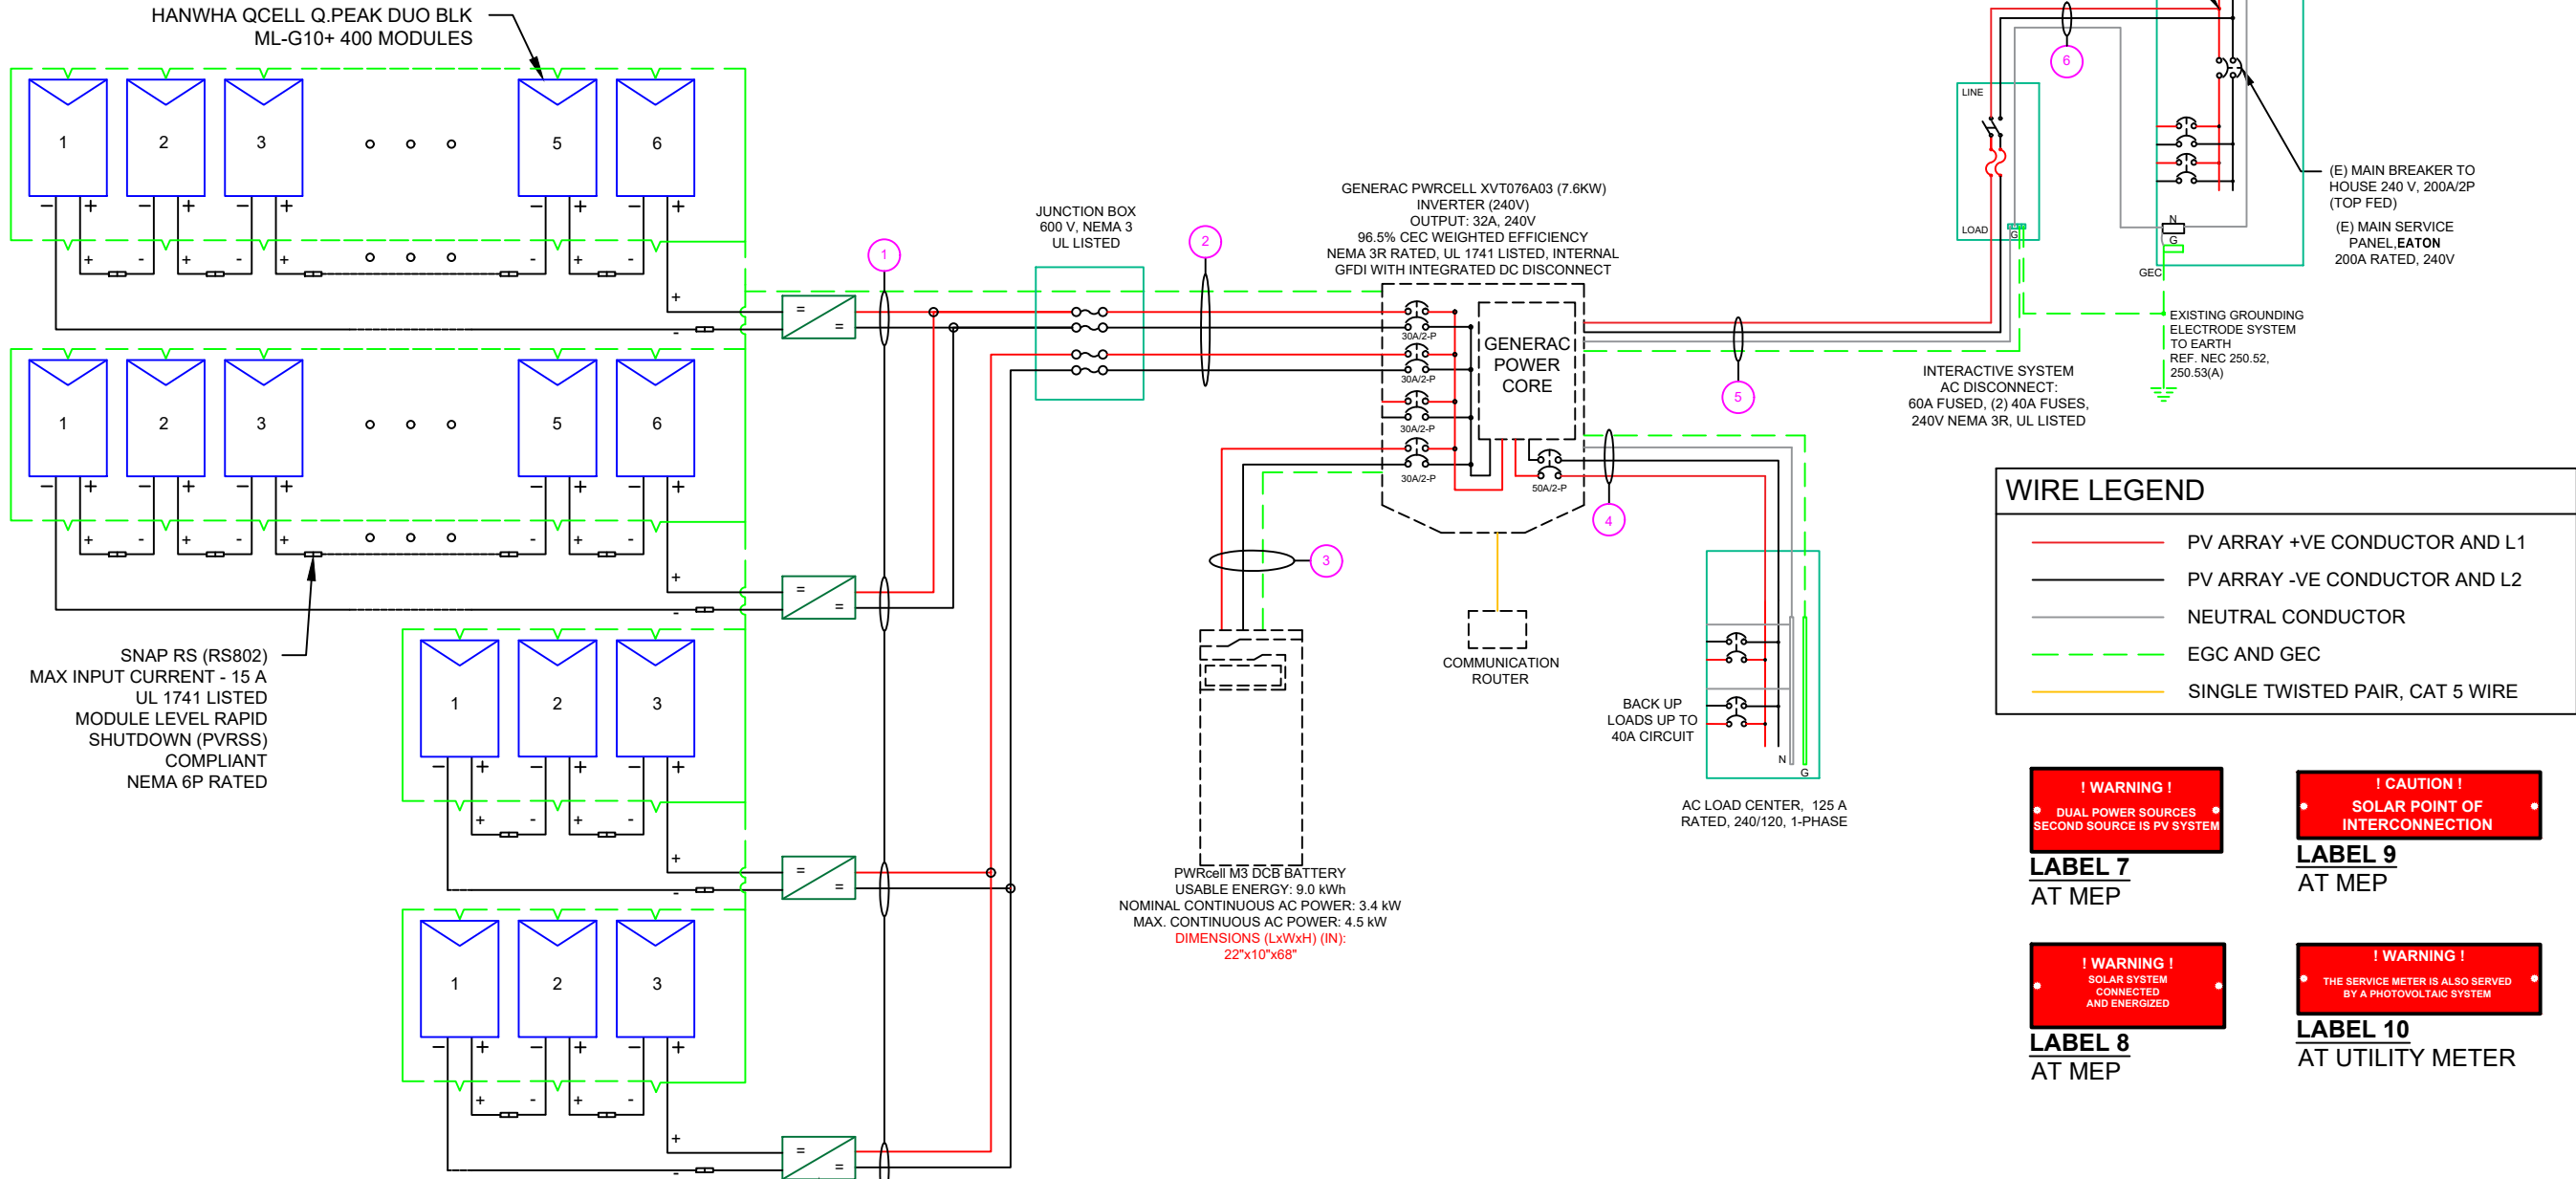 HANWHA QCELL Q.PEAK DUO BLK
ML-G10+ 400 MODULES
1
2
3
5
6
− + − + − + − + − +
+ - + - + - + -
+
-
1
2
3
5
6
− + − + − + − + − +
+ - + - + - + -
+
-
SNAP RS (RS802)
MAX INPUT CURRENT - 15 A
UL 1741 LISTED
MODULE LEVEL RAPID
SHUTDOWN (PVRSS)
COMPLIANT
NEMA 6P RATED
1
2
3
− + − + − +
+ - + -
+
-
1
2
3
− + − + − +
+ - + -
+
-
= =
= =
= =
= =
1
JUNCTION BOX
600 V, NEMA 3
UL LISTED
2
GENERAC PWRCELL XVT076A03 (7.6KW)
INVERTER (240V)
OUTPUT: 32A, 240V
96.5% CEC WEIGHTED EFFICIENCY
NEMA 3R RATED, UL 1741 LISTED, INTERNAL
GFDI WITH INTEGRATED DC DISCONNECT
30A/2-P
30A/2-P
30A/2-P
30A/2-P
GENERAC
POWER
CORE
50A/2-P
3
4
5
6
PWRcell M3 DCB BATTERY
USABLE ENERGY: 9.0 kWh
NOMINAL CONTINUOUS AC POWER: 3.4 kW
MAX. CONTINUOUS AC POWER: 4.5 kW
DIMENSIONS (LxWxH) (IN):
22"x10"x68"
COMMUNICATION
ROUTER
BACK UP
LOADS UP TO
40A CIRCUIT
N
G
AC LOAD CENTER, 125 A
RATED, 240/120, 1-PHASE
LINE
LOAD
G
INTERACTIVE SYSTEM
AC DISCONNECT:
60A FUSED, (2) 40A FUSES,
240V NEMA 3R, UL LISTED
N
G
GEC
(E) MAIN BREAKER TO
HOUSE 240 V, 200A/2P
(TOP FED)
(E) MAIN SERVICE
PANEL,EATON
200A RATED, 240V
EXISTING GROUNDING
ELECTRODE SYSTEM
TO EARTH
REF. NEC 250.52,
250.53(A)
WIRE LEGEND
PV ARRAY +VE CONDUCTOR AND L1
PV ARRAY -VE CONDUCTOR AND L2
NEUTRAL CONDUCTOR
EGC AND GEC
SINGLE TWISTED PAIR, CAT 5 WIRE
! WARNING !
DUAL POWER SOURCES
SECOND SOURCE IS PV SYSTEM
LABEL 7
AT MEP
! CAUTION !
SOLAR POINT OF
INTERCONNECTION
LABEL 9
AT MEP
! WARNING !
SOLAR SYSTEM
CONNECTED
AND ENERGIZED
LABEL 8
AT MEP
! WARNING !
THE SERVICE METER IS ALSO SERVED
BY A PHOTOVOLTAIC SYSTEM
LABEL 10
AT UTILITY METER